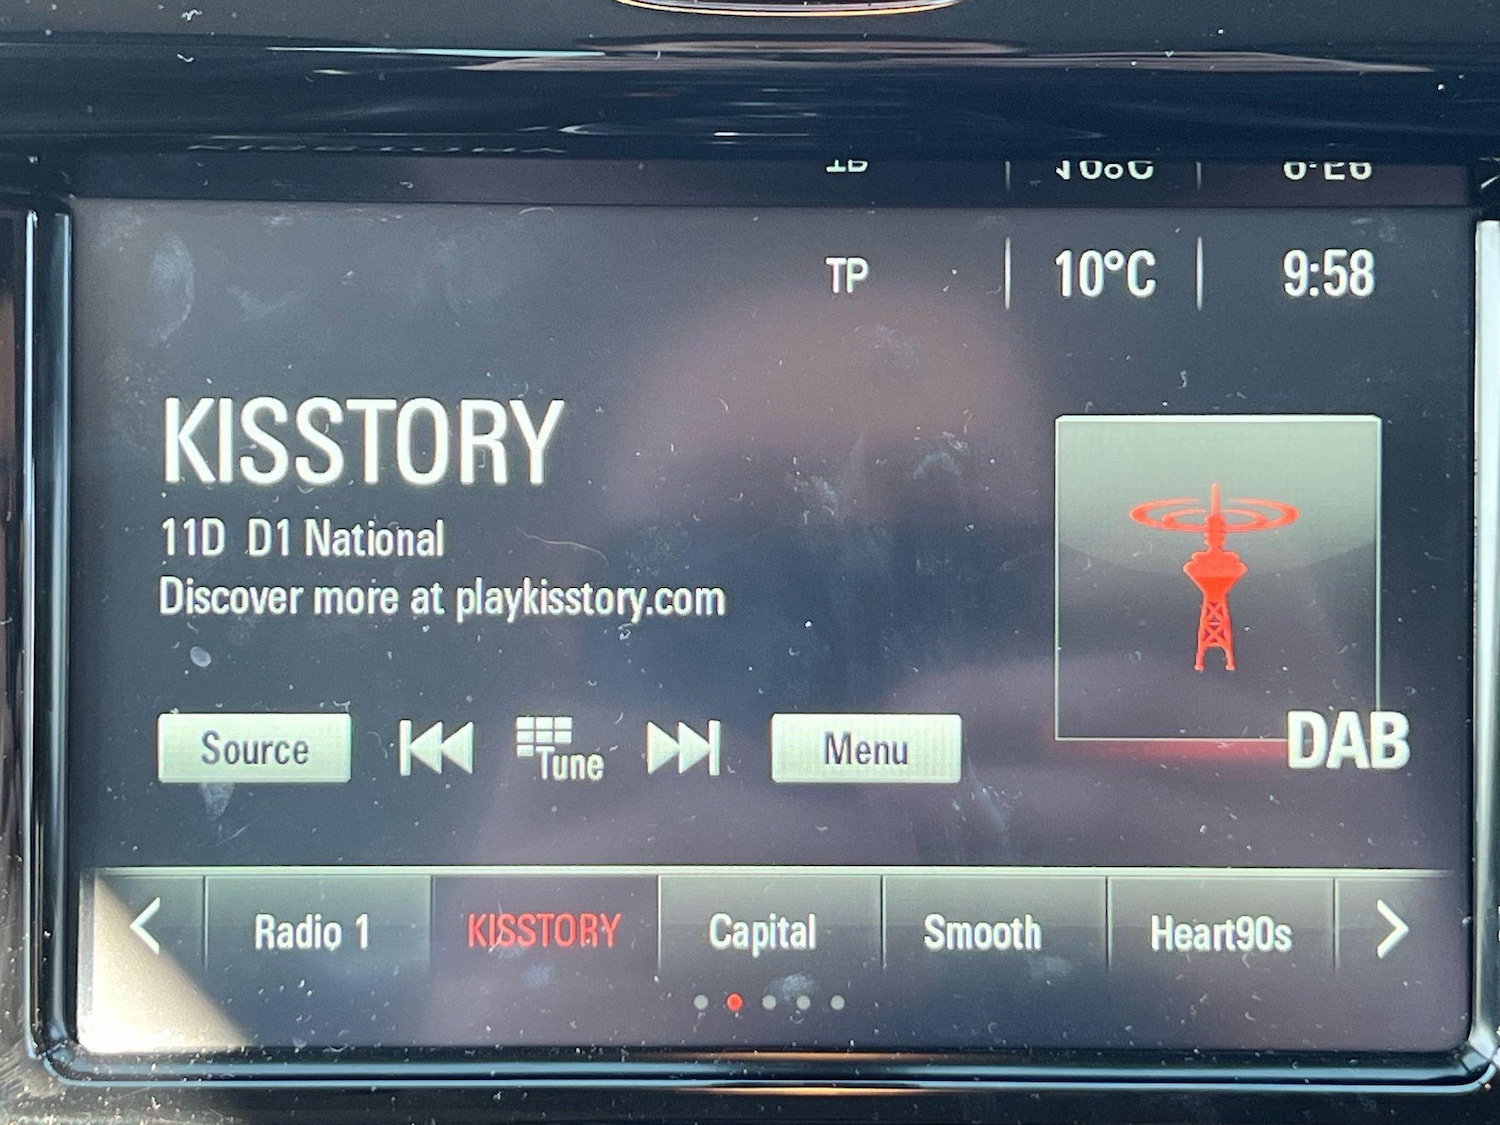 TP 10°C 9:58
KISSTORY
11D D1 National
Discover more at playkisstory.com
DAB
Source Tune Menu
Radio 1 KISSTORY Capital Smooth Heart90s